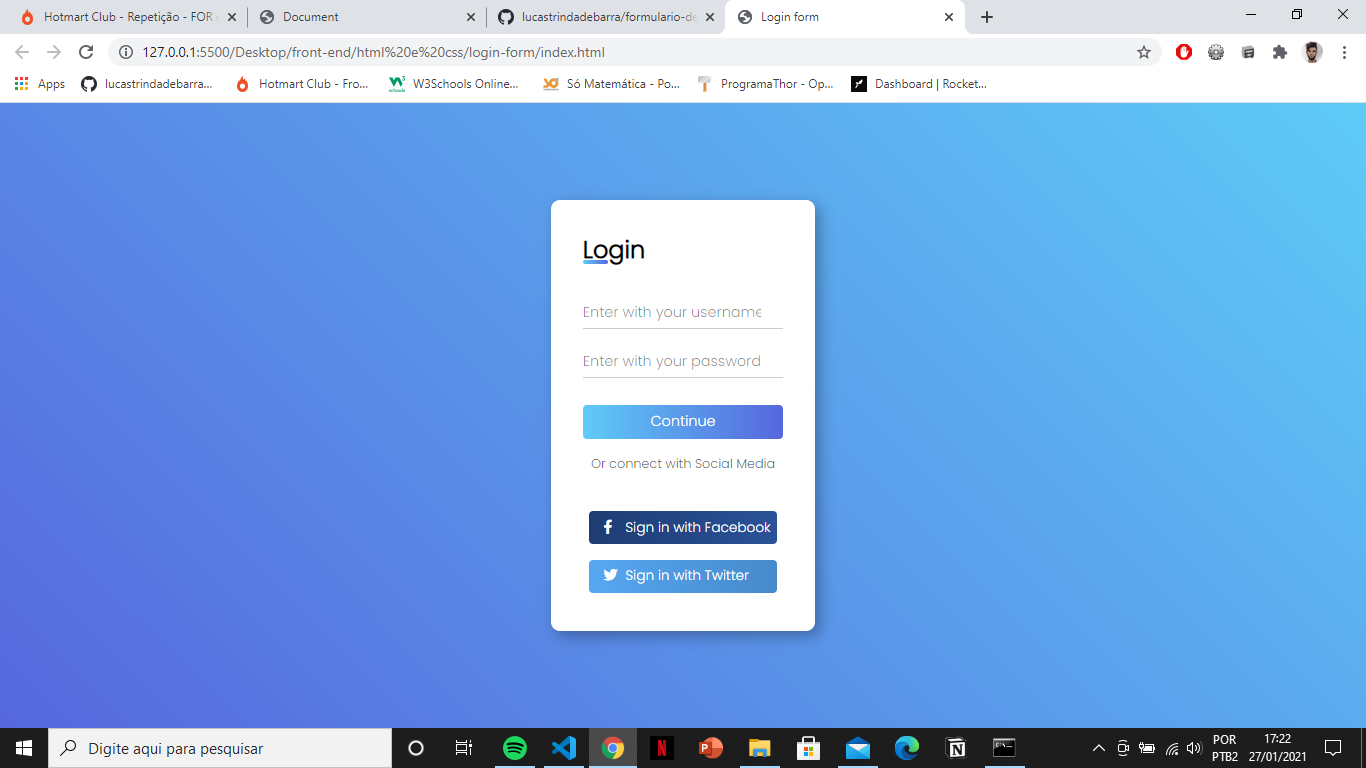 Hotmart Club - Repetição - FOR
Document
lucastrindadebarra/formulario-de
Login form
127.0.0.1:5500/Desktop/front-end/html%20e%20css/login-form/index.html
Apps
lucastrindadebarra...
Hotmart Club - Fro...
W3Schools Online...
Só Matemática - Po...
ProgramaThor - Op...
Dashboard | Rocket...
Login
Enter with your username
Enter with your password
Continue
Or connect with Social Media
Sign in with Facebook
Sign in with Twitter
Digite aqui para pesquisar
POR
PTB2
17:22
27/01/2021